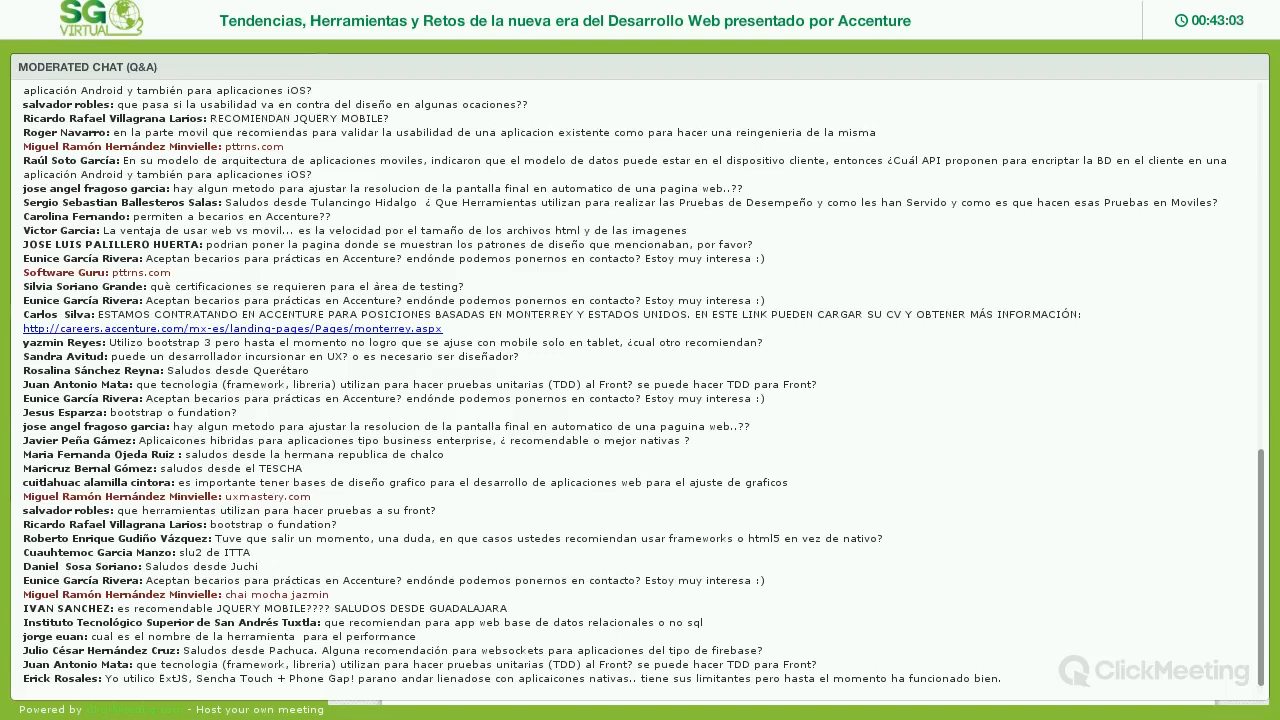 SG
VIRTUAL
Tendencias, Herramientas y Retos de la nueva era del Desarrollo Web presentado por Accenture
00:43:03
MODERATED CHAT (Q&A)
aplicación Android y también para aplicaciones iOS?
salvador robles: que pasa si la usabilidad va en contra del diseño en algunas ocaciones??
Ricardo Rafael Villagrana Larios: RECOMIENDAN JQUERY MOBILE?
Roger Navarro: en la parte movil que recomiendas para validar la usabilidad de una aplicacion existente como para hacer una reingenieria de la misma
Miguel Ramón Hernández Minvielle: pttrns.com
Raúl Soto García: En su modelo de arquitectura de aplicaciones moviles, indicaron que el modelo de datos puede estar en el dispositivo cliente, entonces ¿Cuál API proponen para encriptar la BD en el cliente en una
aplicación Android y también para aplicaciones iOS?
jose angel fragoso garcia: hay algun metodo para ajustar la resolucion de la pantalla final en automatico de una pagina web..??
Sergio Sebastian Ballesteros Salas: Saludos desde Tulancingo Hidalgo ¿ Que Herramientas utilizan para realizar las Pruebas de Desempeño y como les han Servido y como es que hacen esas Pruebas en Moviles?
Carolina Fernando: permiten a becarios en Accenture??
Victor Garcia: La ventaja de usar web vs movil... es la velocidad por el tamaño de los archivos html y de las imagenes
JOSE LUIS PALILLERO HUERTA: podrian poner la pagina donde se muestran los patrones de diseño que mencionaban, por favor?
Eunice García Rivera: Aceptan becarios para prácticas en Accenture? endónde podemos ponernos en contacto? Estoy muy interesa :)
Software Guru: pttrns.com
Silvia Soriano Grande: què certificaciones se requieren para el àrea de testing?
Eunice García Rivera: Aceptan becarios para prácticas en Accenture? endónde podemos ponernos en contacto? Estoy muy interesa :)
Carlos Silva: ESTAMOS CONTRATANDO EN ACCENTURE PARA POSICIONES BASADAS EN MONTERREY Y ESTADOS UNIDOS. EN ESTE LINK PUEDEN CARGAR SU CV Y OBTENER MÁS INFORMACIÓN:
http://careers.accenture.com/mx-es/landing-pages/Pages/monterrey.aspx
yazmin Reyes: Utilizo bootstrap 3 pero hasta el momento no logro que se ajuse con mobile solo en tablet, ¿cual otro recomiendan?
Sandra Avitud: puede un desarrollador incursionar en UX? o es necesario ser diseñador?
Rosalina Sánchez Reyna: Saludos desde Querétaro
Juan Antonio Mata: que tecnologia (framework, libreria) utilizan para hacer pruebas unitarias (TDD) al Front? se puede hacer TDD para Front?
Eunice García Rivera: Aceptan becarios para prácticas en Accenture? endónde podemos ponernos en contacto? Estoy muy interesa :)
Jesus Esparza: bootstrap o fundation?
jose angel fragoso garcia: hay algun metodo para ajustar la resolucion de la pantalla final en automatico de una paguina web..??
Javier Peña Gámez: Aplicaicones hibridas para aplicaciones tipo business enterprise, ¿ recomendable o mejor nativas ?
Maria Fernanda Ojeda Ruíz : saludos desde la hermana republica de chalco
Maricruz Bernal Gómez: saludos desde el TESCHA
cuitlahuac alamilla cintora: es importante tener bases de diseño grafico para el desarrollo de aplicaciones web para el ajuste de graficos
Miguel Ramón Hernández Minvielle: uxmastery.com
salvador robles: que herramientas utilizan para hacer pruebas a su front?
Ricardo Rafael Villagrana Larios: bootstrap o fundation?
Roberto Enrique Gudiño Vázquez: Tuve que salir un momento, una duda, en que casos ustedes recomiendan usar frameworks o html5 en vez de nativo?
Cuauhtemoc Garcia Manzo: slu2 de ITTA
Daniel Sosa Soriano: Saludos desde Juchi
Eunice García Rivera: Aceptan becarios para prácticas en Accenture? endónde podemos ponernos en contacto? Estoy muy interesa :)
Miguel Ramón Hernández Minvielle: chai mocha jazmin
IVAN SANCHEZ: es recomendable JQUERY MOBILE???? SALUDOS DESDE GUADALAJARA
Instituto Tecnológico Superior de San Andrés Tuxtla: que recomiendan para app web base de datos relacionales o no sql
jorge euan: cual es el nombre de la herramienta para el performance
Julio César Hernández Cruz: Saludos desde Pachuca. Alguna recomendación para websockets para aplicaciones del tipo de firebase?
Juan Antonio Mata: que tecnologia (framework, libreria) utilizan para hacer pruebas unitarias (TDD) al Front? se puede hacer TDD para Front?
Erick Rosales: Yo utilico ExtJS, Sencha Touch + Phone Gap! parano andar lienadose con aplicaicones nativas.. tiene sus limitantes pero hasta el momento ha funcionado bien.
ClickMeeting
Powered by ClickMeeting.com - Host your own meeting